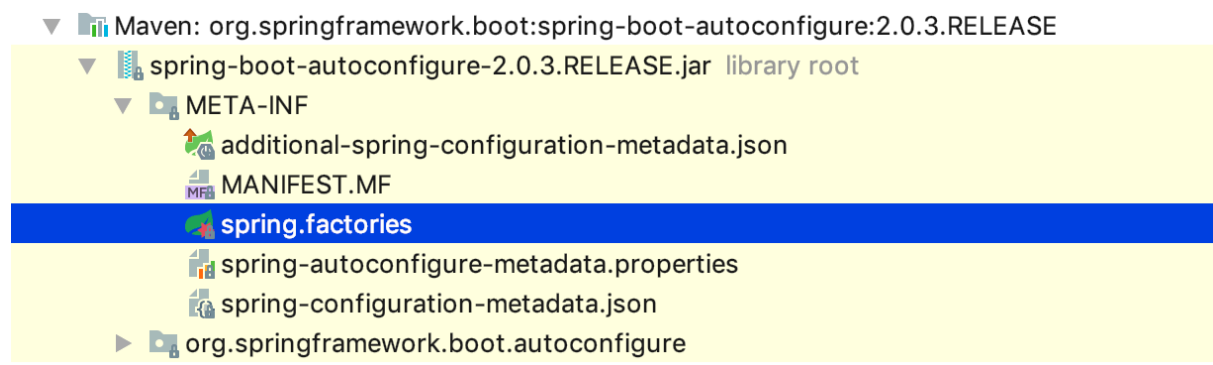 Maven: org.springframework.boot:spring-boot-autoconfigure:2.0.3.RELEASE
spring-boot-autoconfigure-2.0.3.RELEASE.jar library root
META-INF
additional-spring-configuration-metadata.json
MF MANIFEST.MF
spring.factories
spring-autoconfigure-metadata.properties
spring-configuration-metadata.json
org.springframework.boot.autoconfigure